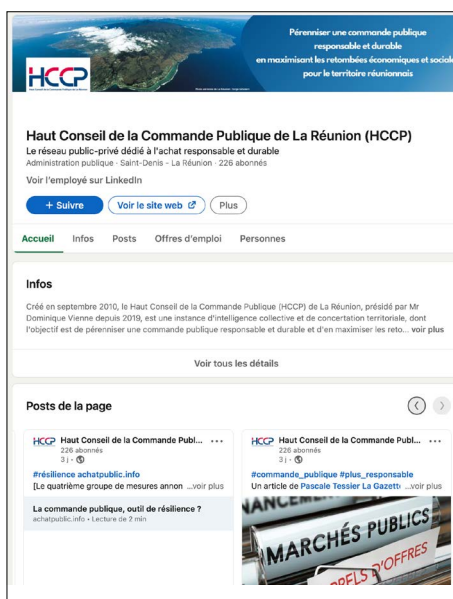 Pérenniser une commande publique
responsable et durable
en maximisant les retombées économiques et sociale
pour le territoire réunnionais
HCCP
Haut Conseil de la Commande Publique de La Réunion (HCCP)
Le réseau public-privé dédié à l'achat responsable et durable
Administration publique · Saint-Denis - La Réunion · 226 abonnés
Voir l'employé sur LinkedIn
+ Suivre
Voir le site web
Plus
Accueil Infos Posts Offres d'emploi Personnes
Infos
Créé en septembre 2010, le Haut Conseil de la Commande Publique (HCCP) de La Réunion, présidé par Mr
Dominique Vienne depuis 2019, est une instance d'intelligence collective et de concertation territoriale, dont
l'objectif est de pérenniser une commande publique responsable et durable et d'en maximiser les reto... voir plus
Voir tous les détails
Posts de la page
HCCP Haut Conseil de la Commande Publ... ...
226 abonnés
3 j ·
#résilience achatpublic.info
[Le quatrième groupe de mesures annon ...voir plus
La commande publique, outil de résilience ?
achatpublic.info • Lecture de 2 min
HCCP Haut Conseil de la Commande Publ... ...
226 abonnés
3 j ·
#commande_publique #plus_responsable
Un article de Pascale Tessier La Gazett ...voir plus
NANCEMENT
MARCHÉS PUBLICS
PPELS D'OFFRES